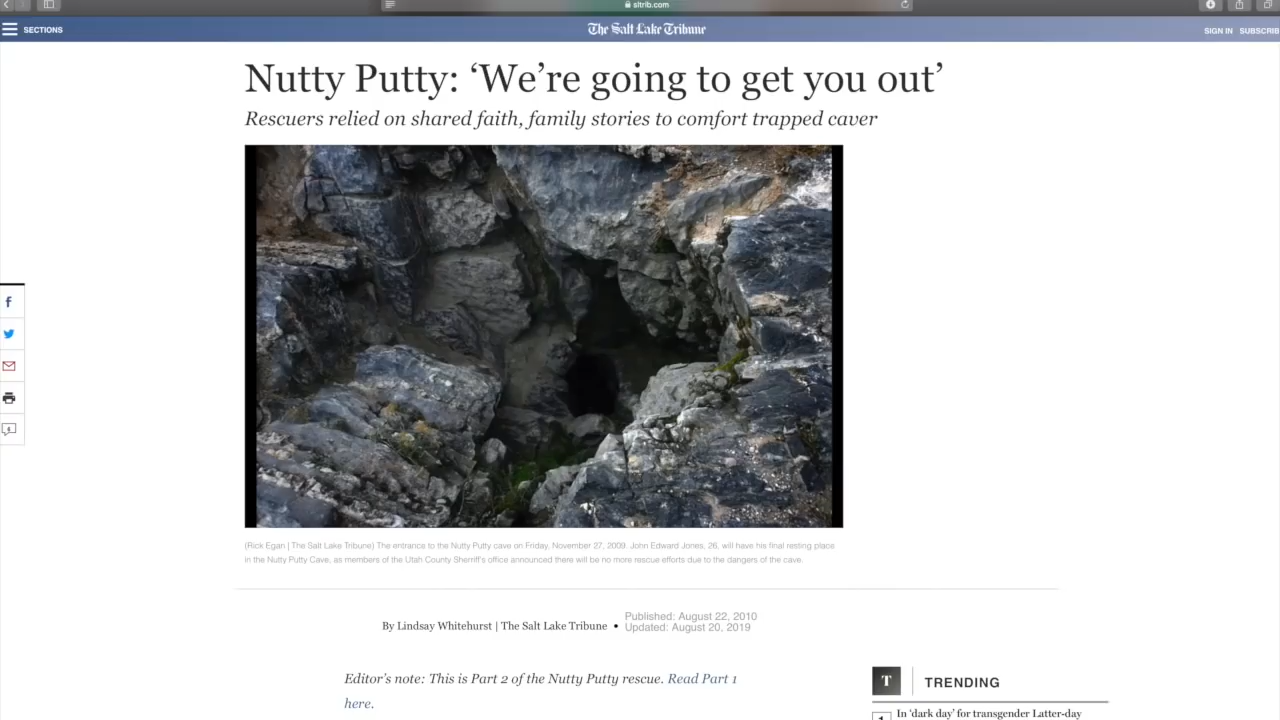 sltrib.com
SECTIONS
The Salt Lake Tribune
SIGN IN SUBSCRIB
Nutty Putty: ‘We’re going to get you out’
Rescuers relied on shared faith, family stories to comfort trapped caver
(Rick Egan | The Salt Lake Tribune) The entrance to the Nutty Putty cave on Friday, November 27, 2009. John Edward Jones, 26, will have his final resting place
in the Nutty Putty Cave, as members of the Utah County Sherriff's office announced there will be no more rescue efforts due to the dangers of the cave.
By Lindsay Whitehurst | The Salt Lake Tribune •
Published: August 22, 2010
Updated: August 20, 2019
Editor’s note: This is Part 2 of the Nutty Putty rescue. Read Part 1
here.
T TRENDING
In ‘dark day’ for transgender Latter-day